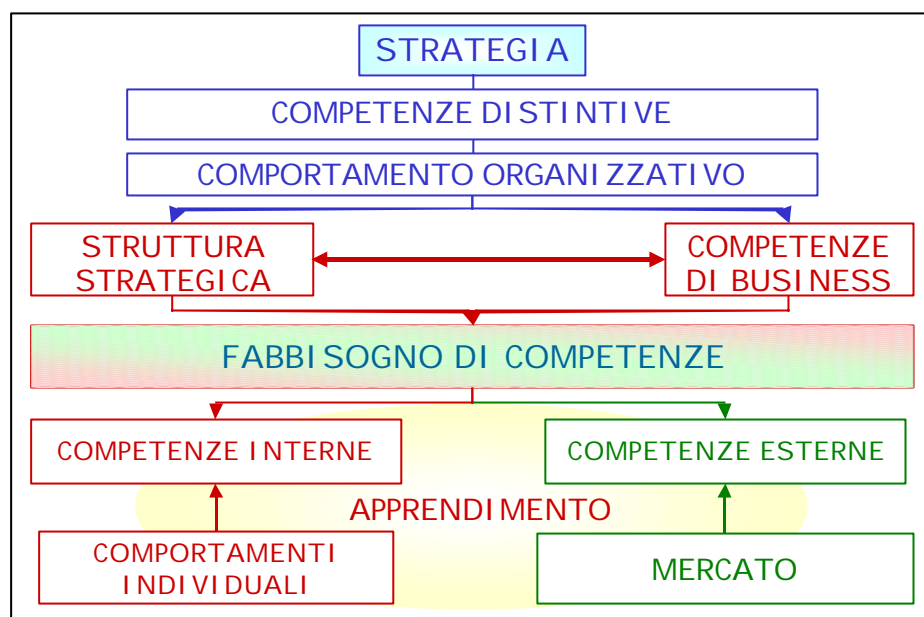 STRATEGIA
COMPETENZE DISTINTIVE
COMPORTAMENTO ORGANIZZATIVO
STRUTTURA
STRATEGICA
COMPETENZE
DI BUSINESS
FABBISOGNO DI COMPETENZE
COMPETENZE INTERNE
COMPETENZE ESTERNE
APPRENDIMENTO
COMPORTAMENTI
INDIVIDUALI
MERCATO